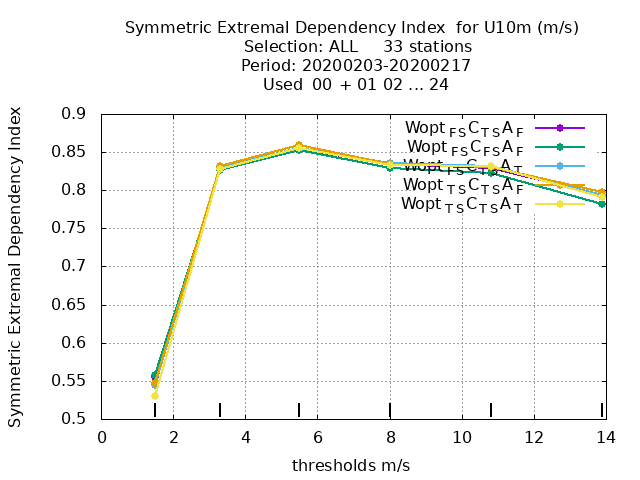 Symmetric Extremal Dependency Index for U10m (m/s)
Selection: ALL 33 stations
Period: 20200203-20200217
Used 00 + 01 02 ... 24
Symmetric Extremal Dependency Index
0.9
0.85
0.8
0.75
0.7
0.65
0.6
0.55
0.5
Wopt FS C TS A F
Wopt FS C FS A F
Wopt TS C FS A T
Wopt TS C TS A F
Wopt TS C TS A T
0 2 4 6 8 10 12 14
thresholds m/s